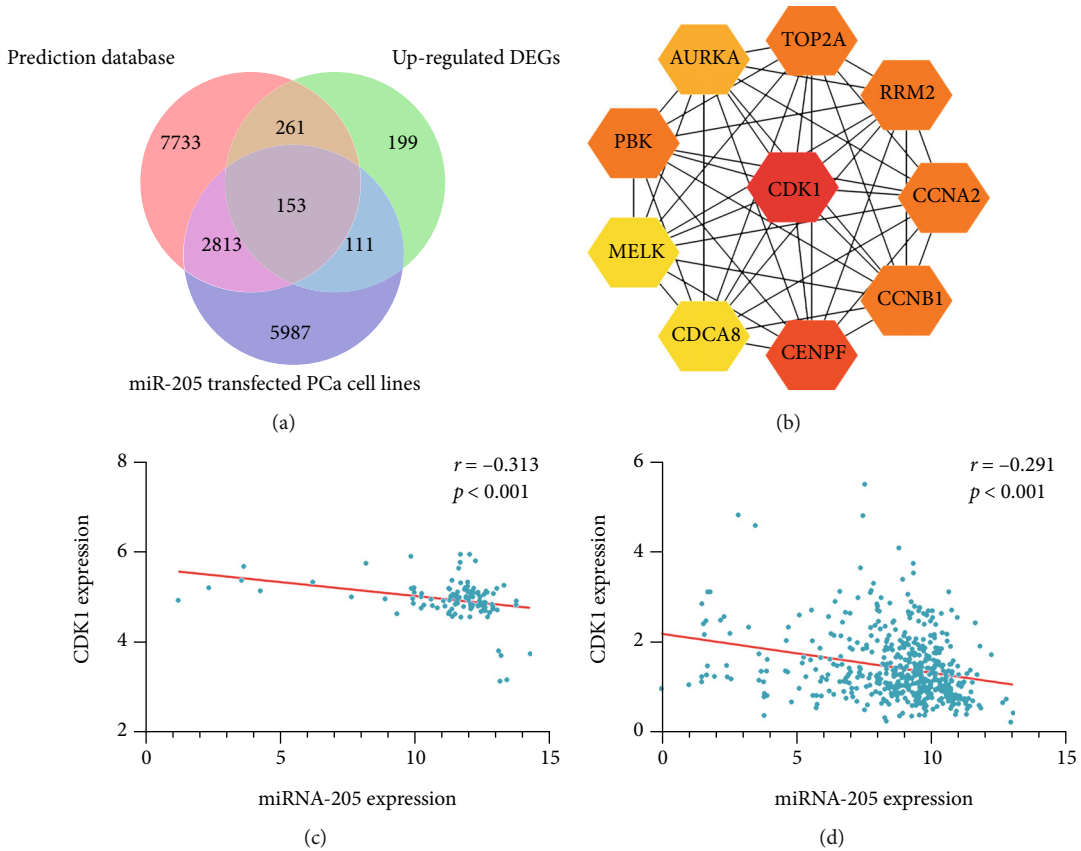 Prediction database
Up-regulated DEGs
7733
261
199
153
2813
111
5987
miR-205 transfected PCa cell lines
(a)
TOP2A
AURKA
RRM2
PBK
CDK1
CCNA2
MELK
CCNB1
CDCA8
CENPF
(b)
r = −0.313
p < 0.001
8
6
4
2
CDK1 expression
0 5 10 15
miRNA-205 expression
(c)
r = −0.291
p < 0.001
6
4
2
0
CDK1 expression
0 5 10 15
miRNA-205 expression
(d)